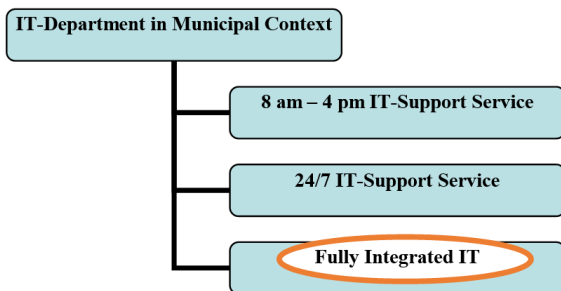 IT-Department in Municipal Context
8 am – 4 pm IT-Support Service
24/7 IT-Support Service
Fully Integrated IT